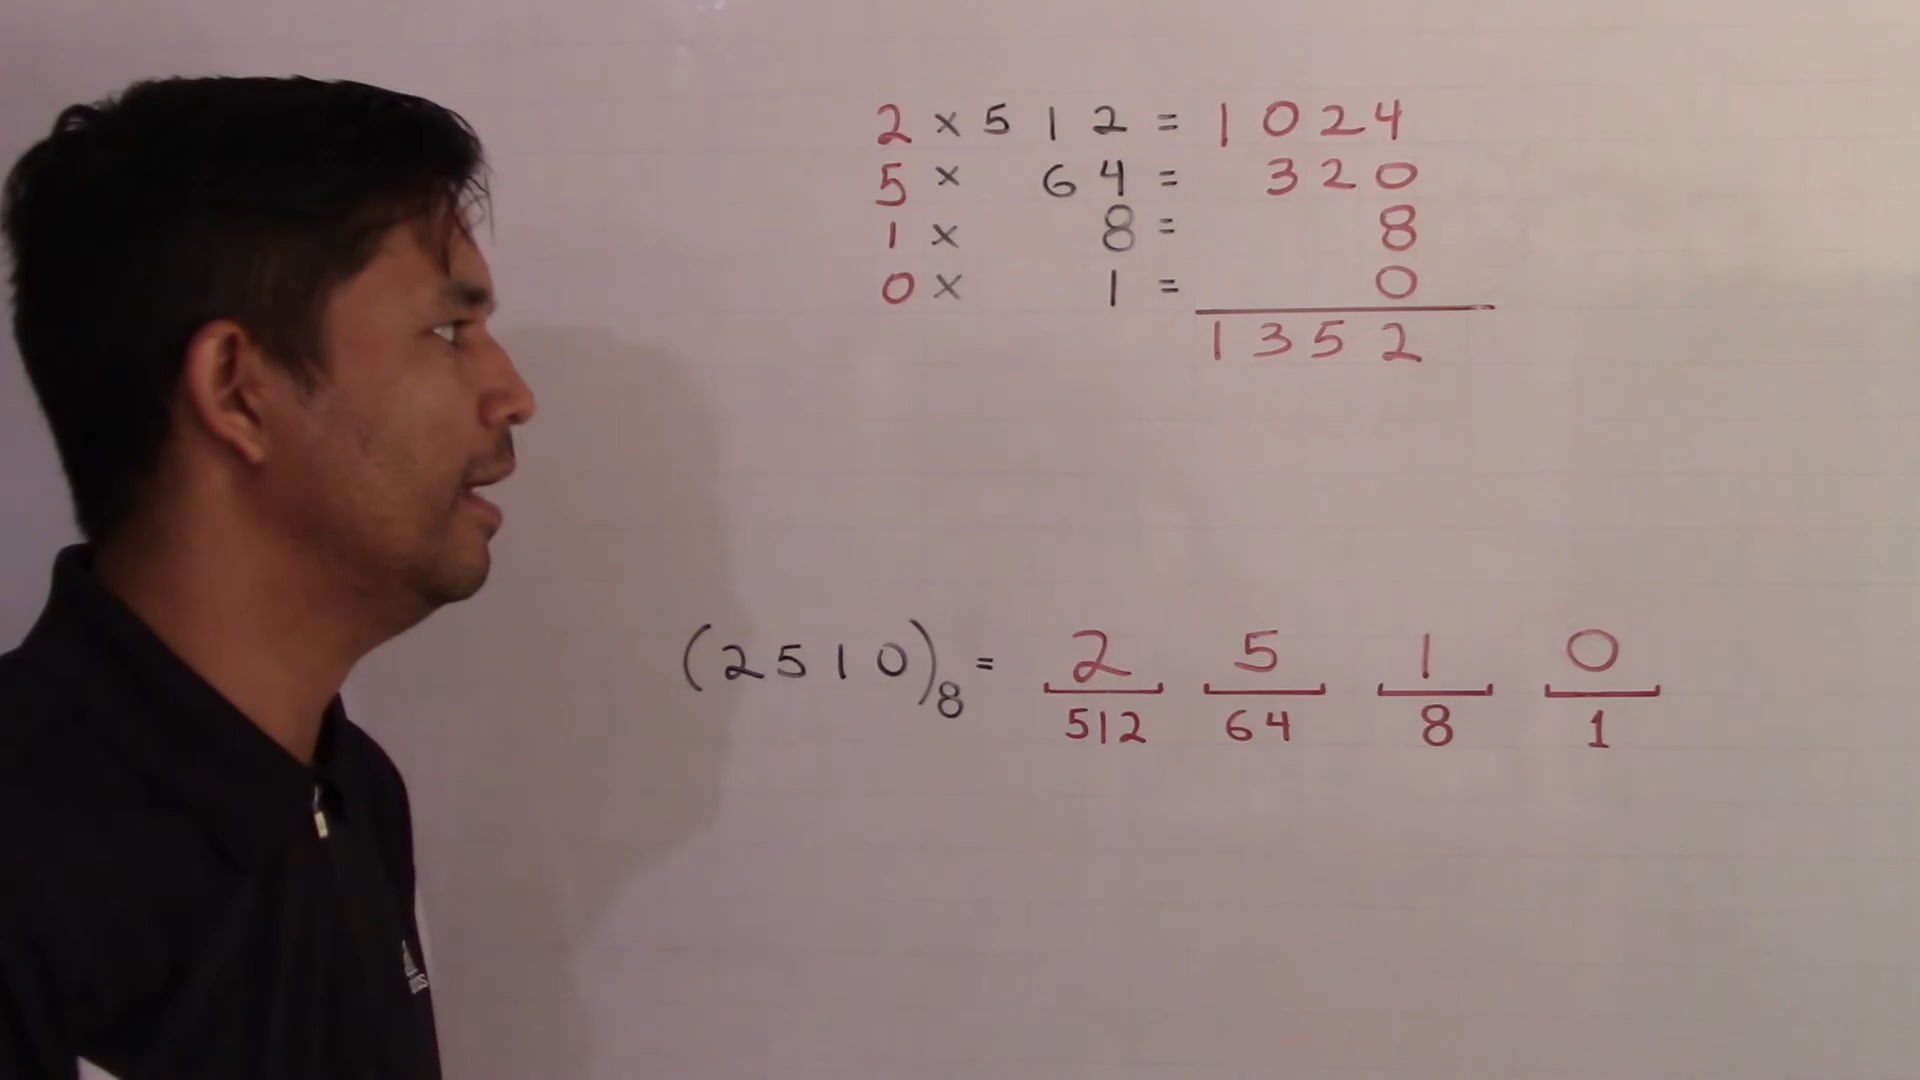 2 × 512 = 1024
5 × 64 = 320
1 × 8 = 8
0 × 1 = 0
1352
(2510)8 = 2 5 1 0
512 64 8 1